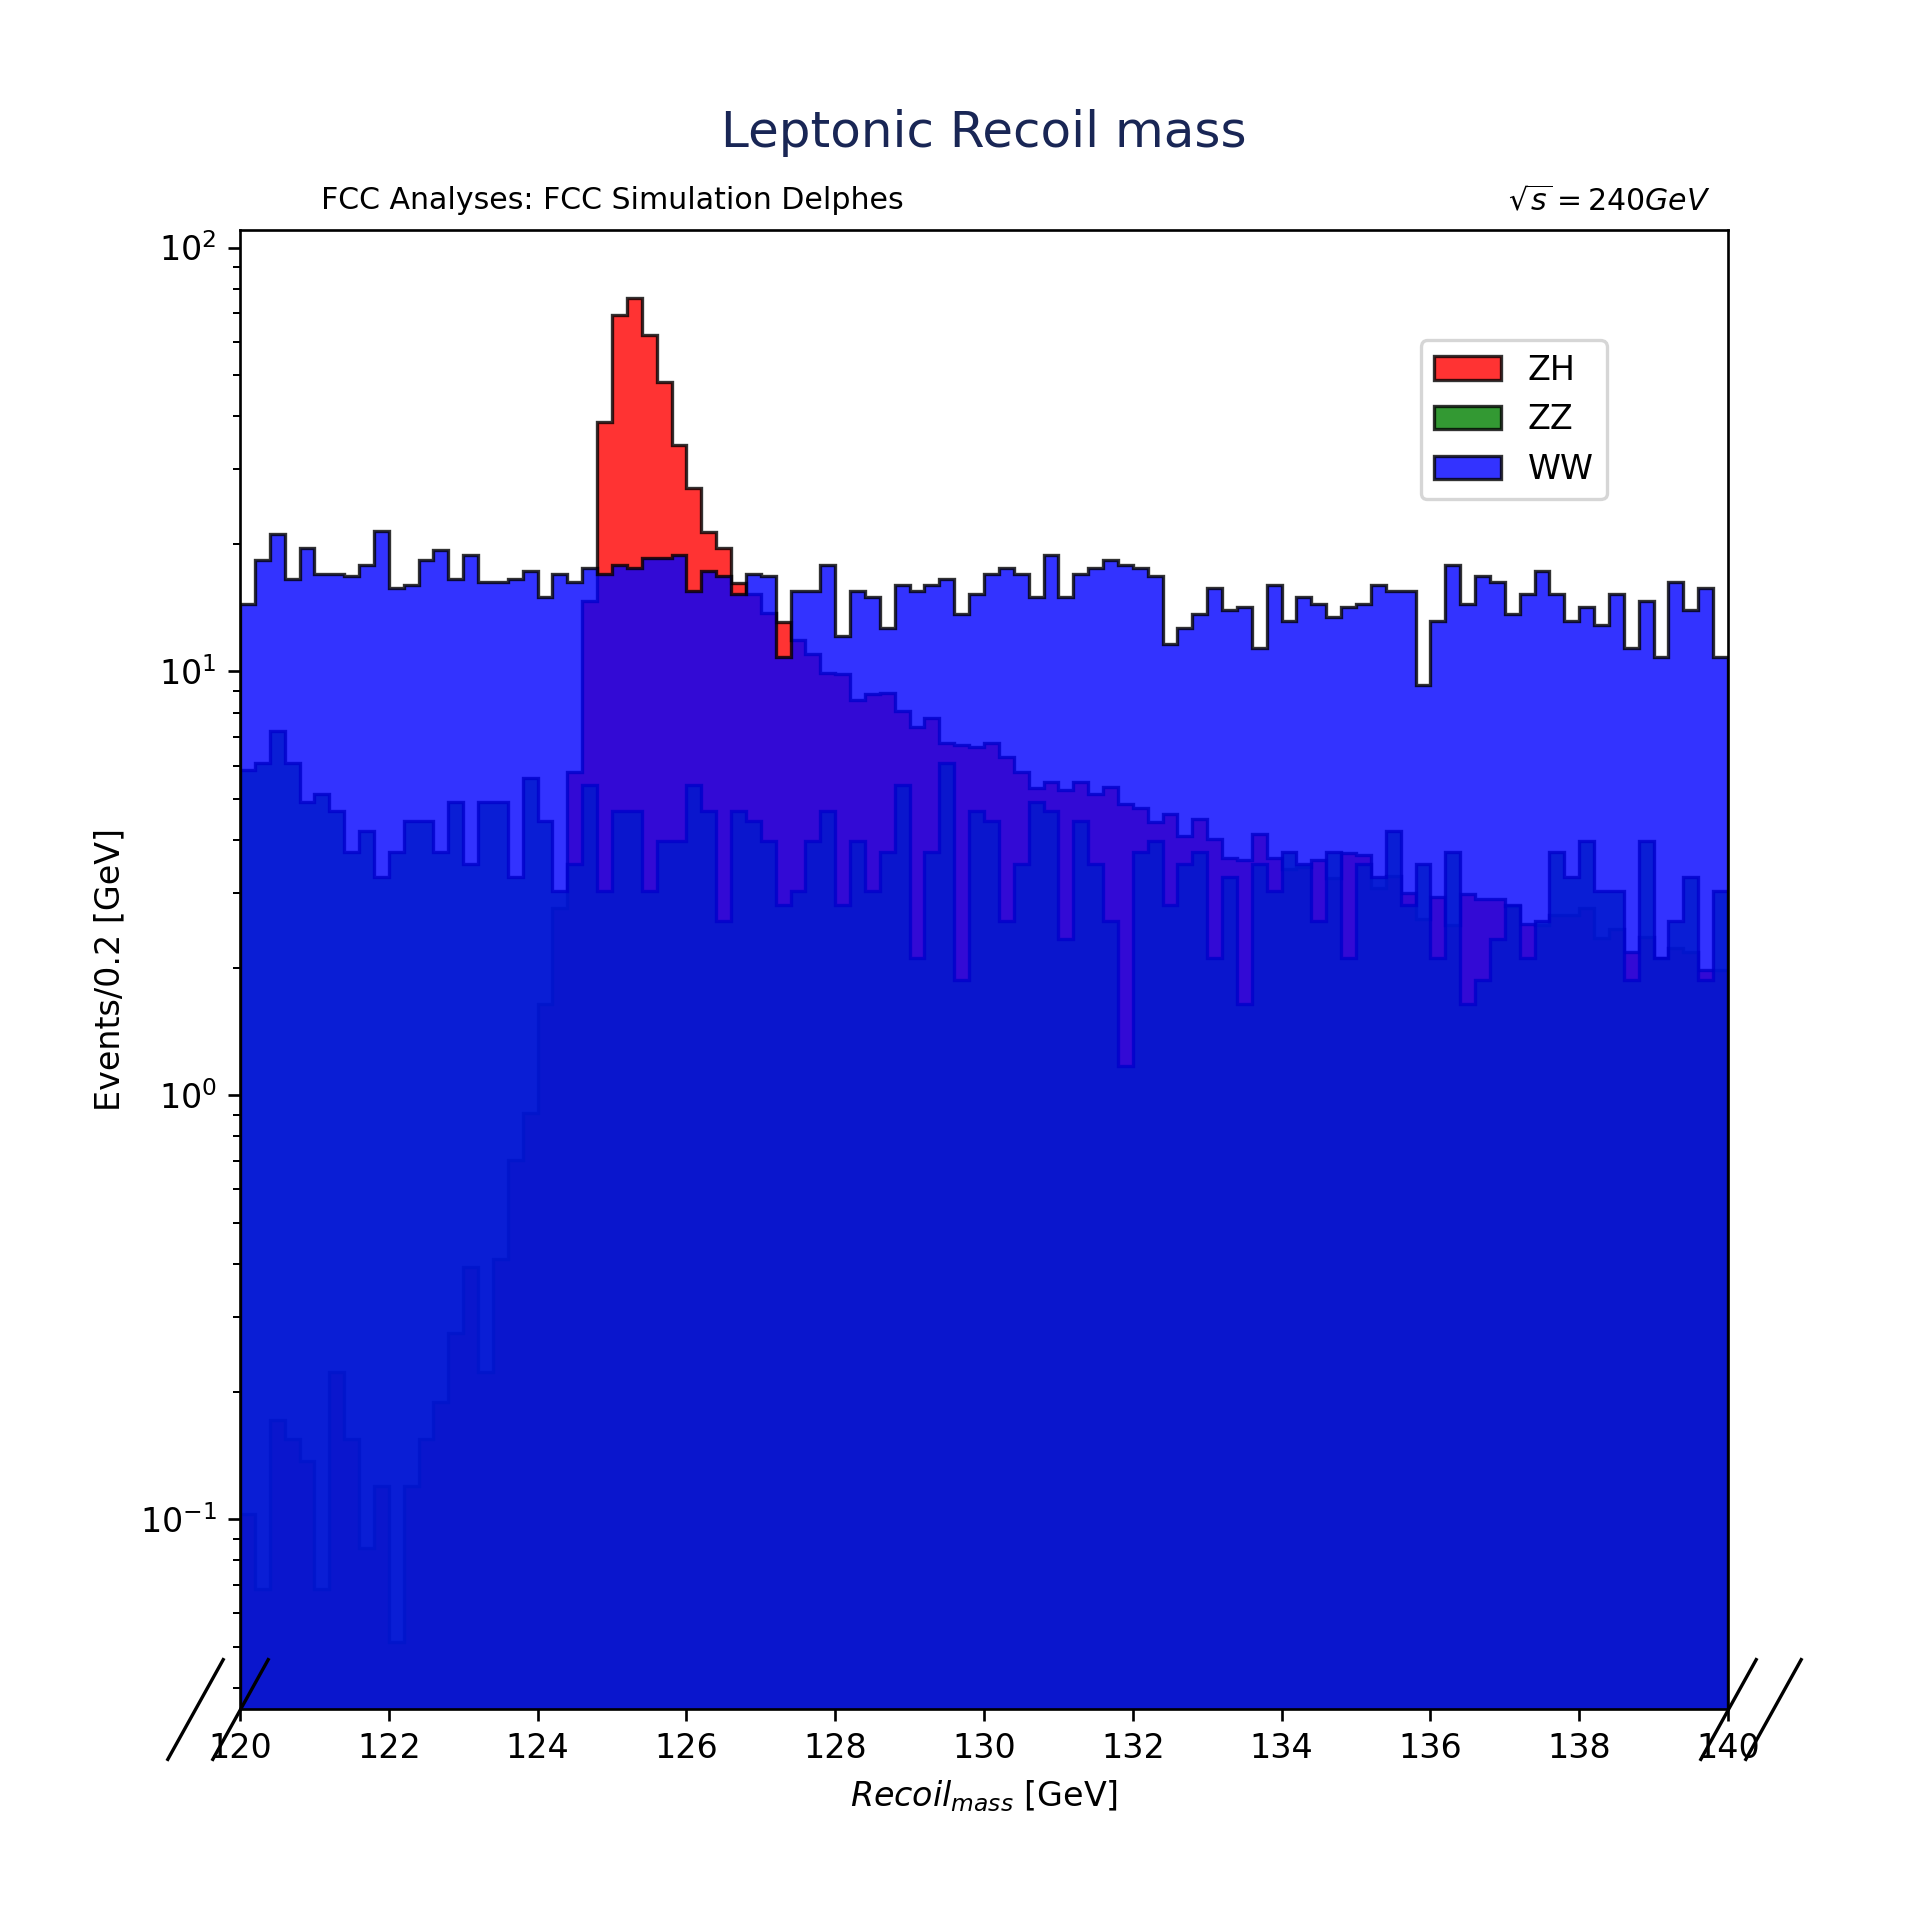 Leptonic Recoil mass
FCC Analyses: FCC Simulation Delphes
√s = 240GeV
10²
10¹
10⁰
10⁻¹
Events/0.2 [GeV]
ZH
ZZ
WW
120 122 124 126 128 130 132 134 136 138 140
Recoil_mass [GeV]